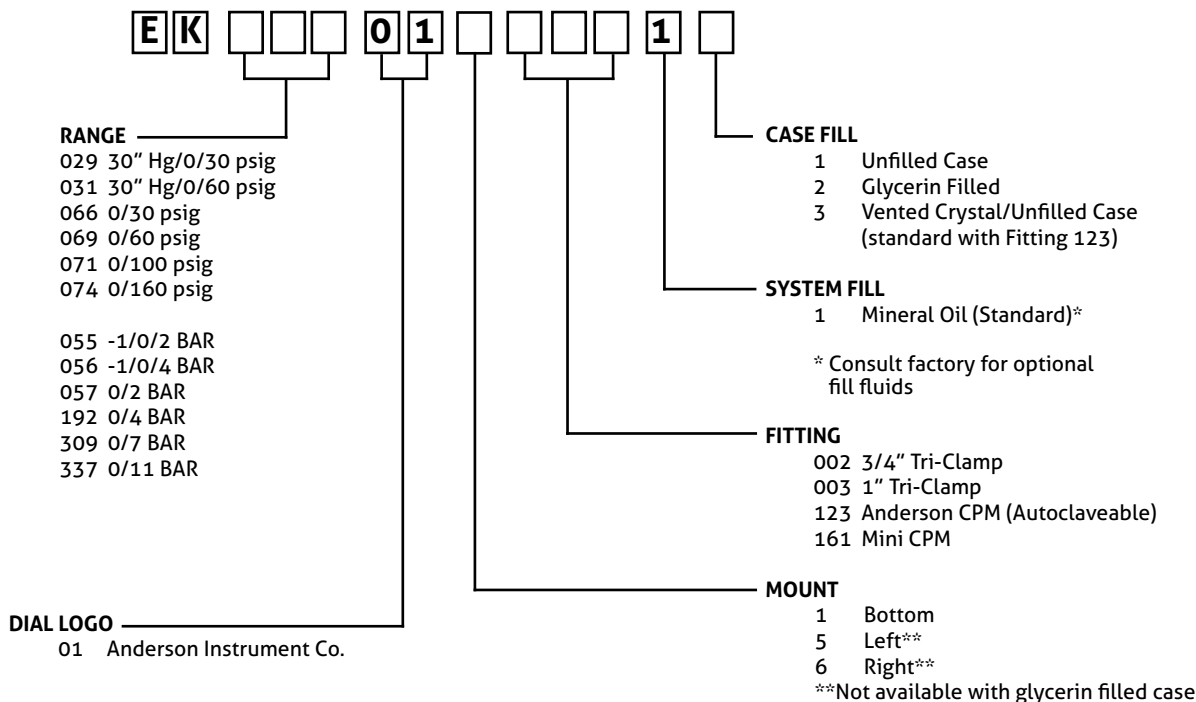 EK 01 1
RANGE
029 30" Hg/0/30 psig
031 30" Hg/0/60 psig
066 0/30 psig
069 0/60 psig
071 0/100 psig
074 0/160 psig
055 -1/0/2 BAR
056 -1/0/4 BAR
057 0/2 BAR
192 0/4 BAR
309 0/7 BAR
337 0/11 BAR
DIAL LOGO
01 Anderson Instrument Co.
CASE FILL
1 Unfilled Case
2 Glycerin Filled
3 Vented Crystal/Unfilled Case
(standard with Fitting 123)
SYSTEM FILL
1 Mineral Oil (Standard)*
* Consult factory for optional
fill fluids
FITTING
002 3/4" Tri-Clamp
003 1" Tri-Clamp
123 Anderson CPM (Autoclaveable)
161 Mini CPM
MOUNT
1 Bottom
5 Left**
6 Right**
**Not available with glycerin filled case